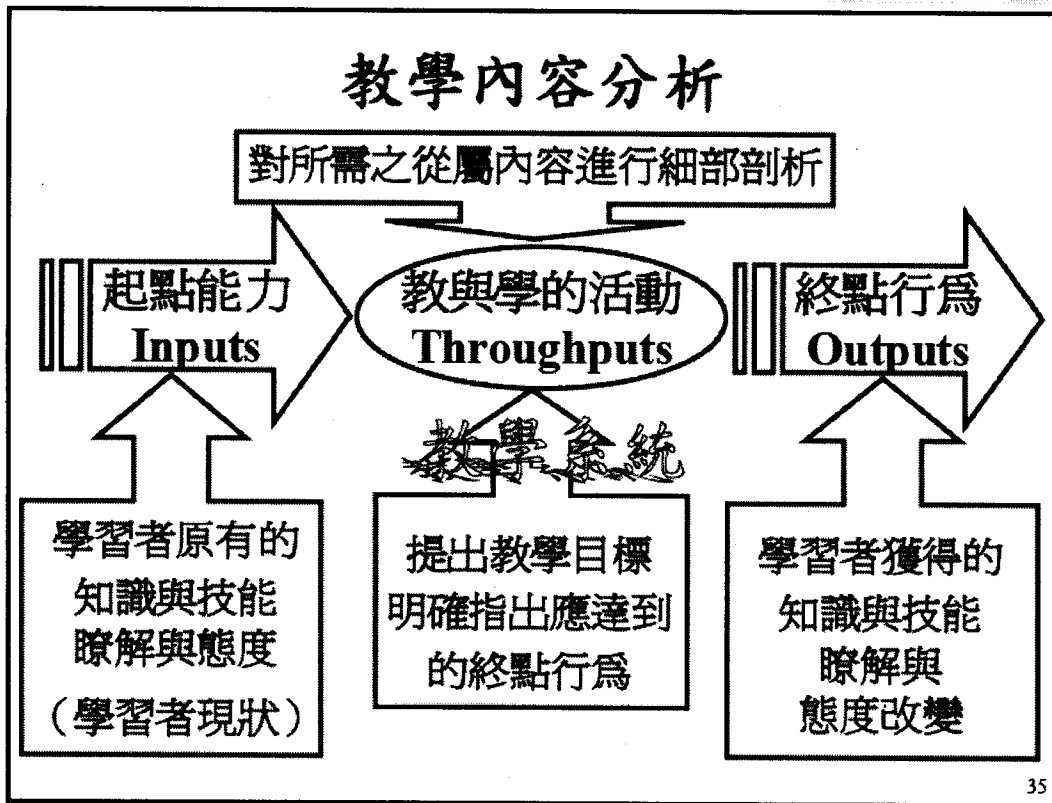 教學內容分析
對所需之從屬內容進行細部剖析
起點能力
Inputs
教與學的活動
Throughputs
終點行為
Outputs
教學系統
學習者原有的
知識與技能
瞭解與態度
（學習者現狀）
提出教學目標
明確指出應達到
的終點行為
學習者獲得的
知識與技能
瞭解與
態度改變
35